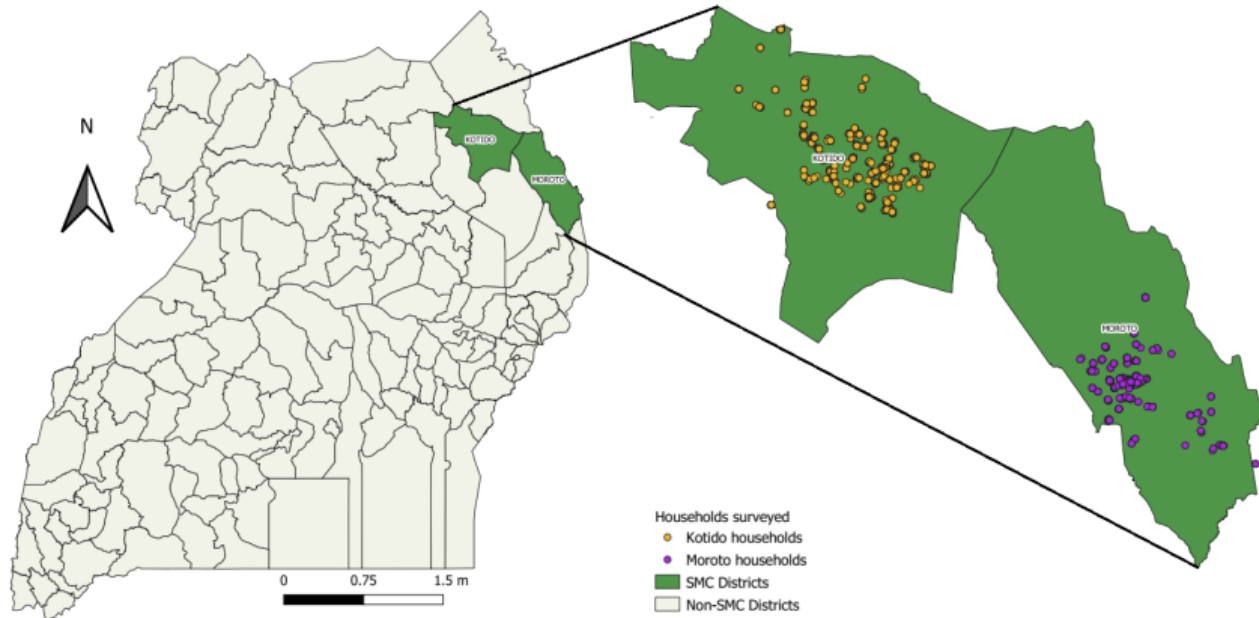 N
KOTIDO
MOROTO
KOTIDO
MOROTO
Households surveyed
Kotido households
Moroto households
SMC Districts
Non-SMC Districts
0 0.75 1.5 m